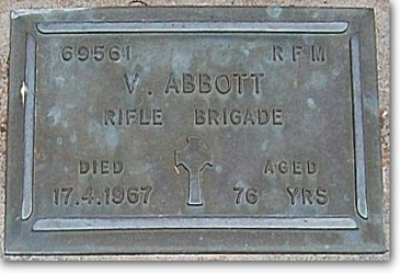 69561 RFM
V. ABBOTT
RIFLE BRIGADE
DIED AGED
17.4.1967 76 YRS